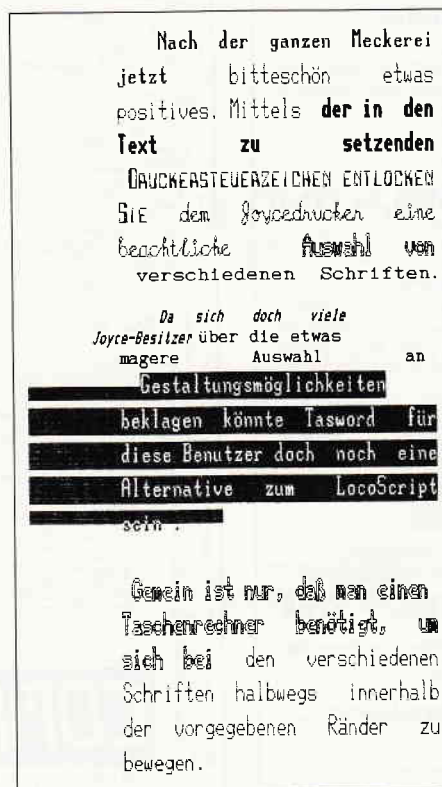 Nach der ganzen Meckerei
jetzt bitteschön etwas
positives. Mittels der in den
Text zu setzenden
DRUCKERSTEUERZEICHEN ENTLOCKEN
SIE dem Joycedrucker eine
beachtliche Auswahl von
verschiedenen Schriften.
Da sich doch viele
Joyce-Besitzer über die etwas
magere Auswahl an
Gestaltungsmöglichkeiten
beklagen könnte Tasword für
diese Benutzer doch noch eine
Alternative zum LocoScript
sein .
Gemein ist nur, daß man einen
Taschenrechner benötigt, um
sich bei den verschiedenen
Schriften halbwegs innerhalb
der vorgegebenen Ränder zu
bewegen.